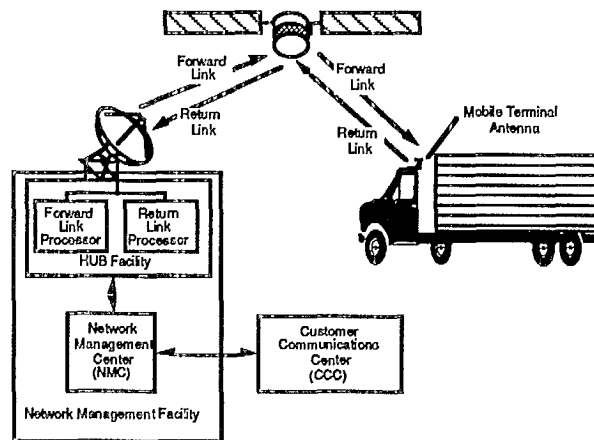 Forward
Link
Return
Link
Forward
Link
Return
Link
Mobile Terminal
Antenna
Forward
Link
Processor
Return
Link
Processor
HUB Facility
Network
Management
Center
(NMC)
Customer
Communications
Center
(CCC)
Network Management Facility